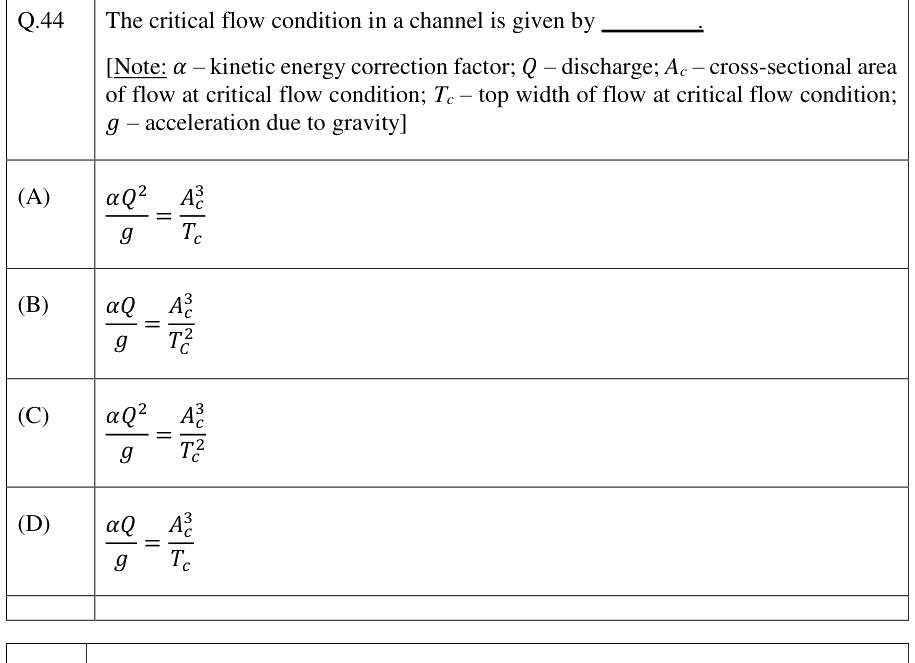 Q.44 The critical flow condition in a channel is given by ________.
[Note: α – kinetic energy correction factor; Q – discharge; A_c – cross-sectional area
of flow at critical flow condition; T_c – top width of flow at critical flow condition;
g – acceleration due to gravity]
(A) αQ²/g = A_c³/T_c
(B) αQ/g = A_c³/T_C²
(C) αQ²/g = A_c³/T_c²
(D) αQ/g = A_c³/T_c